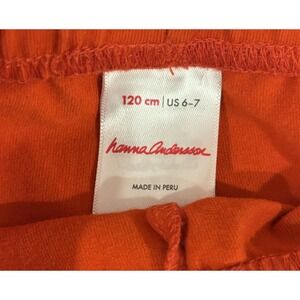 120 cm | US 6-7
hanna andersson
MADE IN PERU